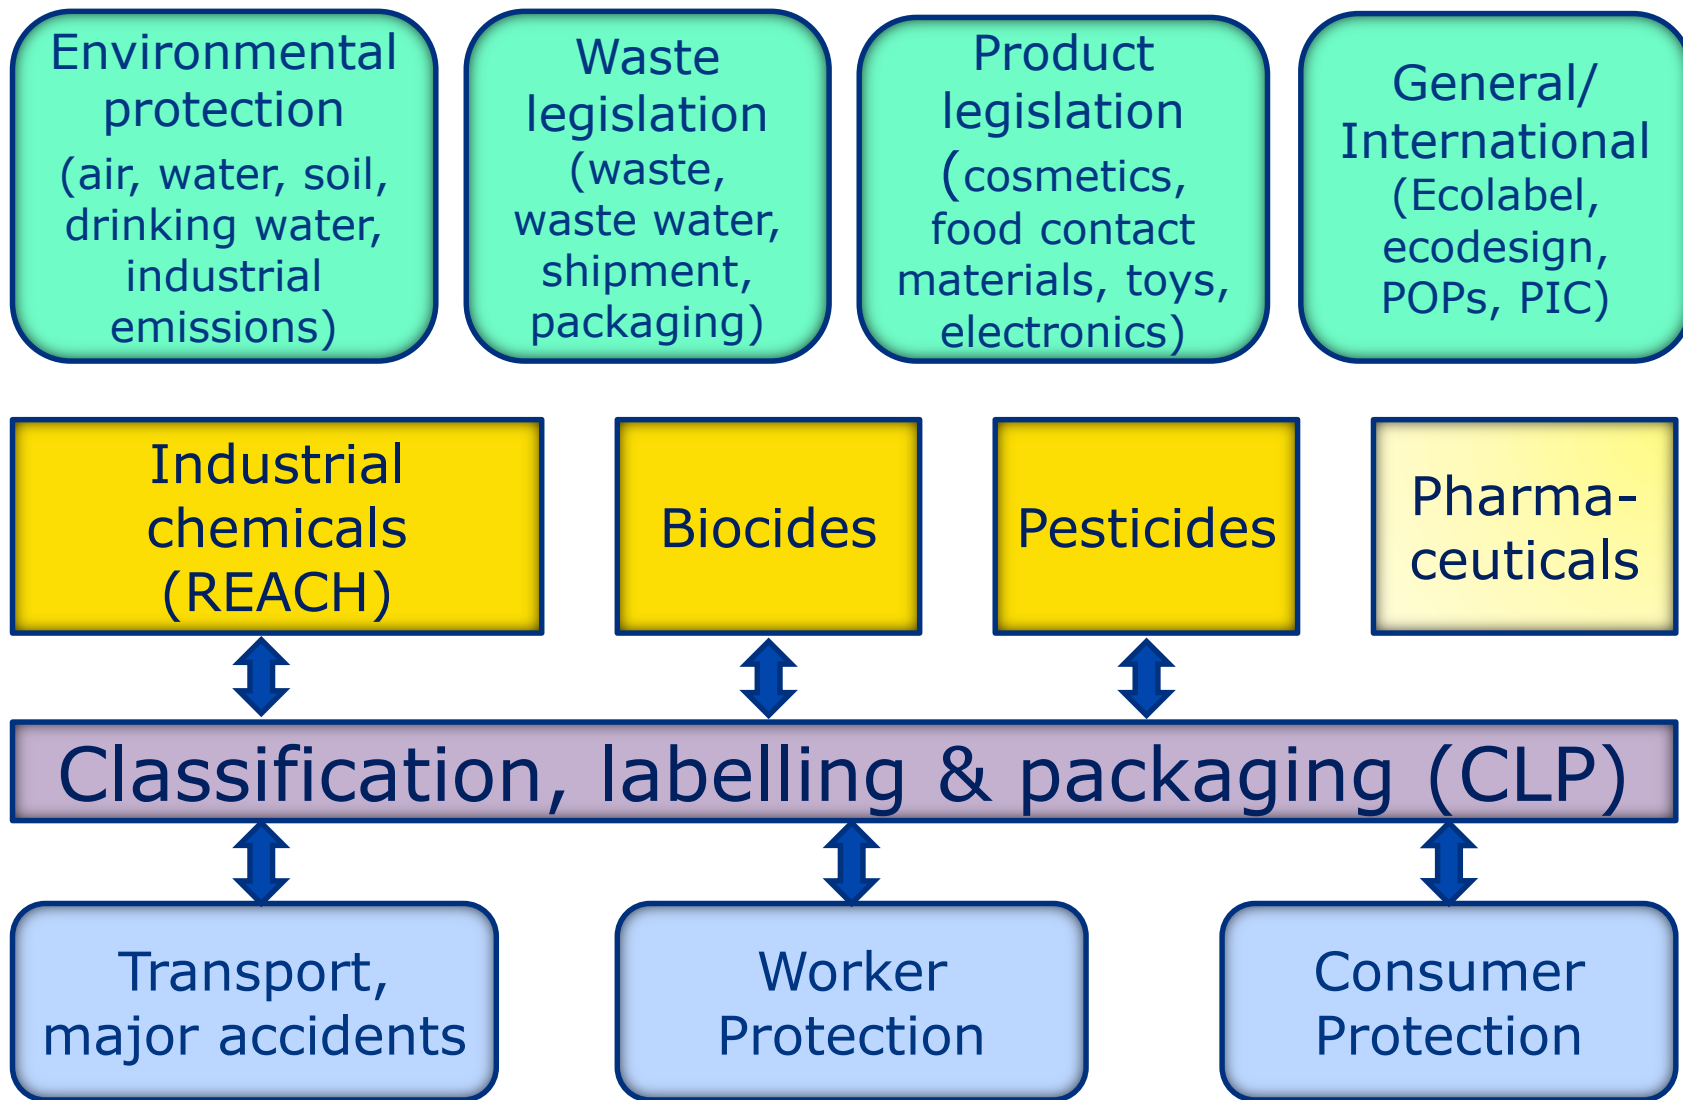 Environmental
protection
(air, water, soil,
drinking water,
industrial
emissions)
Waste
legislation
(waste,
waste water,
shipment,
packaging)
Product
legislation
(cosmetics,
food contact
materials, toys,
electronics)
General/
International
(Ecolabel,
ecodesign,
POPs, PIC)
Industrial
chemicals
(REACH)
Biocides
Pesticides
Pharma-
ceuticals
Classification, labelling & packaging (CLP)
Transport,
major accidents
Worker
Protection
Consumer
Protection